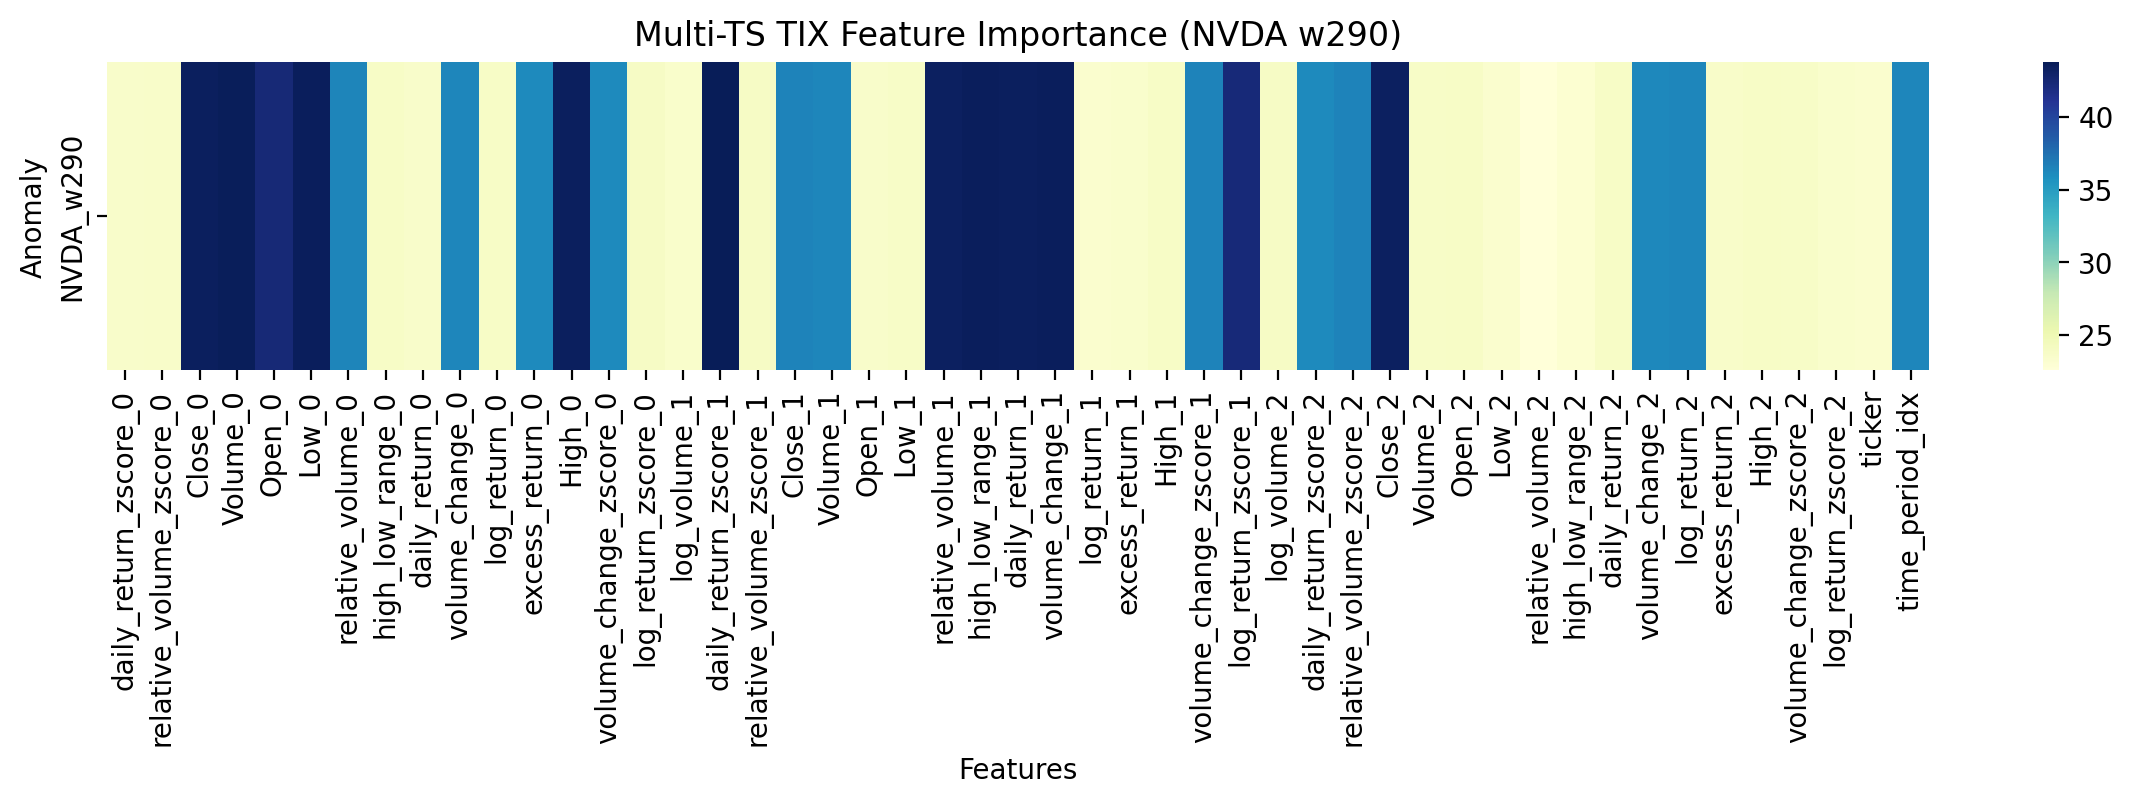 Multi-TS TIX Feature Importance (NVDA w290)
Anomaly
NVDA_w290
40
35
30
25
daily_return_zscore_0
relative_volume_zscore_0
Close_0
Volume_0
Open_0
Low_0
relative_volume_0
high_low_range_0
daily_return_0
volume_change_0
log_return_0
excess_return_0
High_0
volume_change_zscore_0
log_return_zscore_0
log_volume_1
daily_return_zscore_1
relative_volume_zscore_1
Close_1
Volume_1
Open_1
Low_1
relative_volume_1
high_low_range_1
daily_return_1
volume_change_1
log_return_1
excess_return_1
High_1
volume_change_zscore_1
log_return_zscore_1
log_volume_2
daily_return_zscore_2
relative_volume_zscore_2
Close_2
Volume_2
Open_2
Low_2
relative_volume_2
high_low_range_2
daily_return_2
volume_change_2
log_return_2
excess_return_2
High_2
volume_change_zscore_2
log_return_zscore_2
ticker
time_period_idx
Features